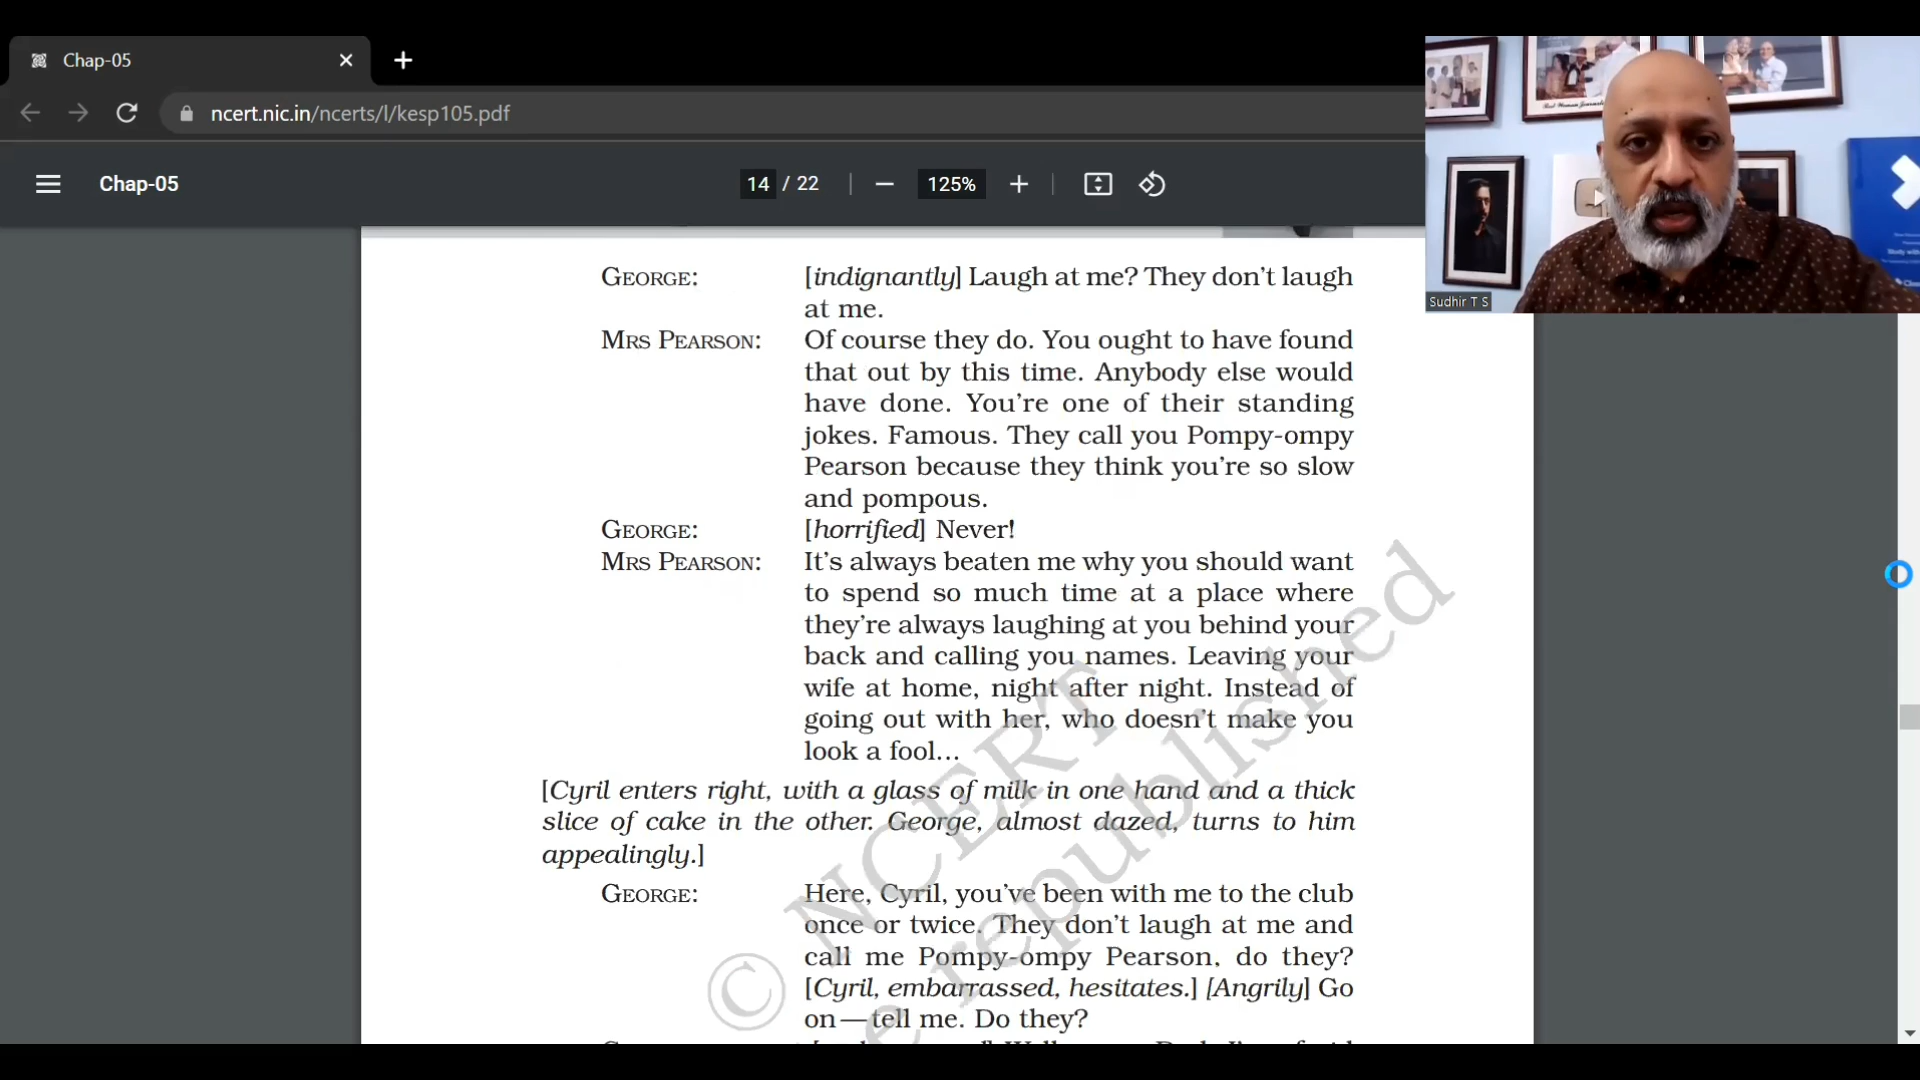 Chap-05
ncert.nic.in/ncerts/l/kesp105.pdf
Chap-05
14 / 22
125%
Sudhir T S
GEORGE: [indignantly] Laugh at me? They don't laugh
at me.
MRS PEARSON: Of course they do. You ought to have found
that out by this time. Anybody else would
have done. You're one of their standing
jokes. Famous. They call you Pompy-ompy
Pearson because they think you're so slow
and pompous.
GEORGE: [horrified] Never!
MRS PEARSON: It's always beaten me why you should want
to spend so much time at a place where
they're always laughing at you behind your
back and calling you names. Leaving your
wife at home, night after night. Instead of
going out with her, who doesn't make you
look a fool...
[Cyril enters right, with a glass of milk in one hand and a thick
slice of cake in the other. George, almost dazed, turns to him
appealingly.]
GEORGE: Here, Cyril, you've been with me to the club
once or twice. They don't laugh at me and
call me Pompy-ompy Pearson, do they?
[Cyril, embarrassed, hesitates.] [Angrily] Go
on—tell me. Do they?
© NCERT
republished